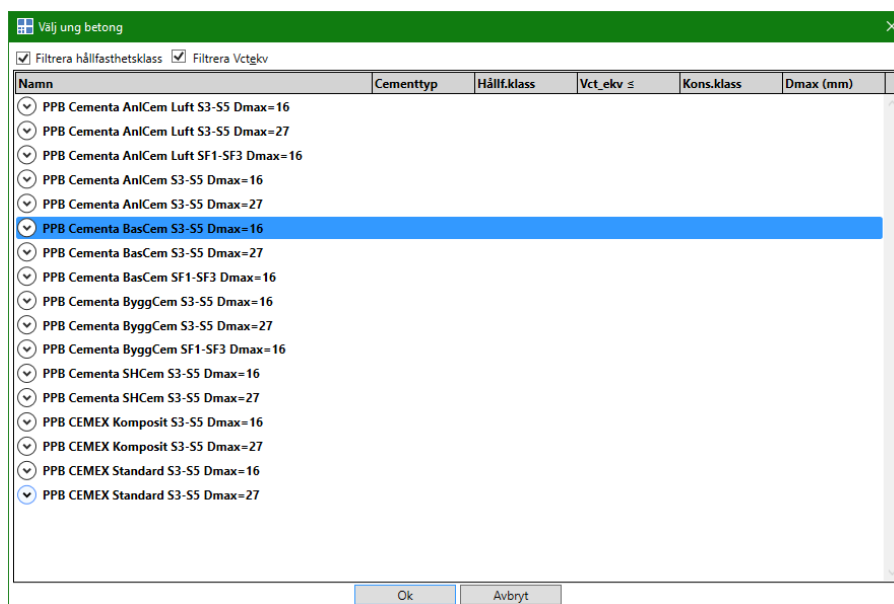 Välj ung betong
Filtrera hållfasthetsklass Filtrera Vctekv
Namn Cementtyp Hållf.klass Vct_ekv ≤ Kons.klass Dmax (mm)
PPB Cementa AnlCem Luft S3-S5 Dmax=16
PPB Cementa AnlCem Luft S3-S5 Dmax=27
PPB Cementa AnlCem Luft SF1-SF3 Dmax=16
PPB Cementa AnlCem S3-S5 Dmax=16
PPB Cementa AnlCem S3-S5 Dmax=27
PPB Cementa BasCem S3-S5 Dmax=16
PPB Cementa BasCem S3-S5 Dmax=27
PPB Cementa BasCem SF1-SF3 Dmax=16
PPB Cementa ByggCem S3-S5 Dmax=16
PPB Cementa ByggCem S3-S5 Dmax=27
PPB Cementa ByggCem SF1-SF3 Dmax=16
PPB Cementa SHCem S3-S5 Dmax=16
PPB Cementa SHCem S3-S5 Dmax=27
PPB CEMEX Komposit S3-S5 Dmax=16
PPB CEMEX Komposit S3-S5 Dmax=27
PPB CEMEX Standard S3-S5 Dmax=16
PPB CEMEX Standard S3-S5 Dmax=27
Ok Avbryt